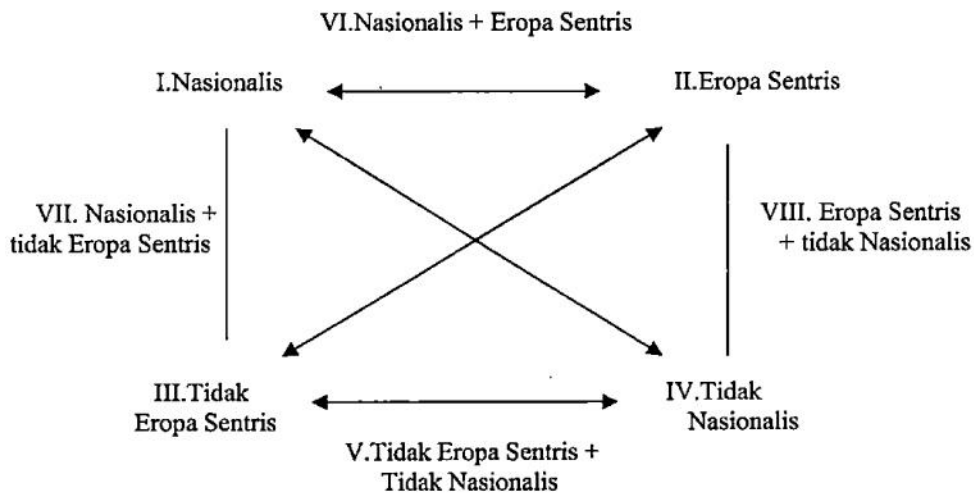 VI.Nasionalis + Eropa Sentris
I.Nasionalis
II.Eropa Sentris
VII. Nasionalis +
tidak Eropa Sentris
VIII. Eropa Sentris
+ tidak Nasionalis
III.Tidak
Eropa Sentris
IV.Tidak
Nasionalis
V.Tidak Eropa Sentris +
Tidak Nasionalis